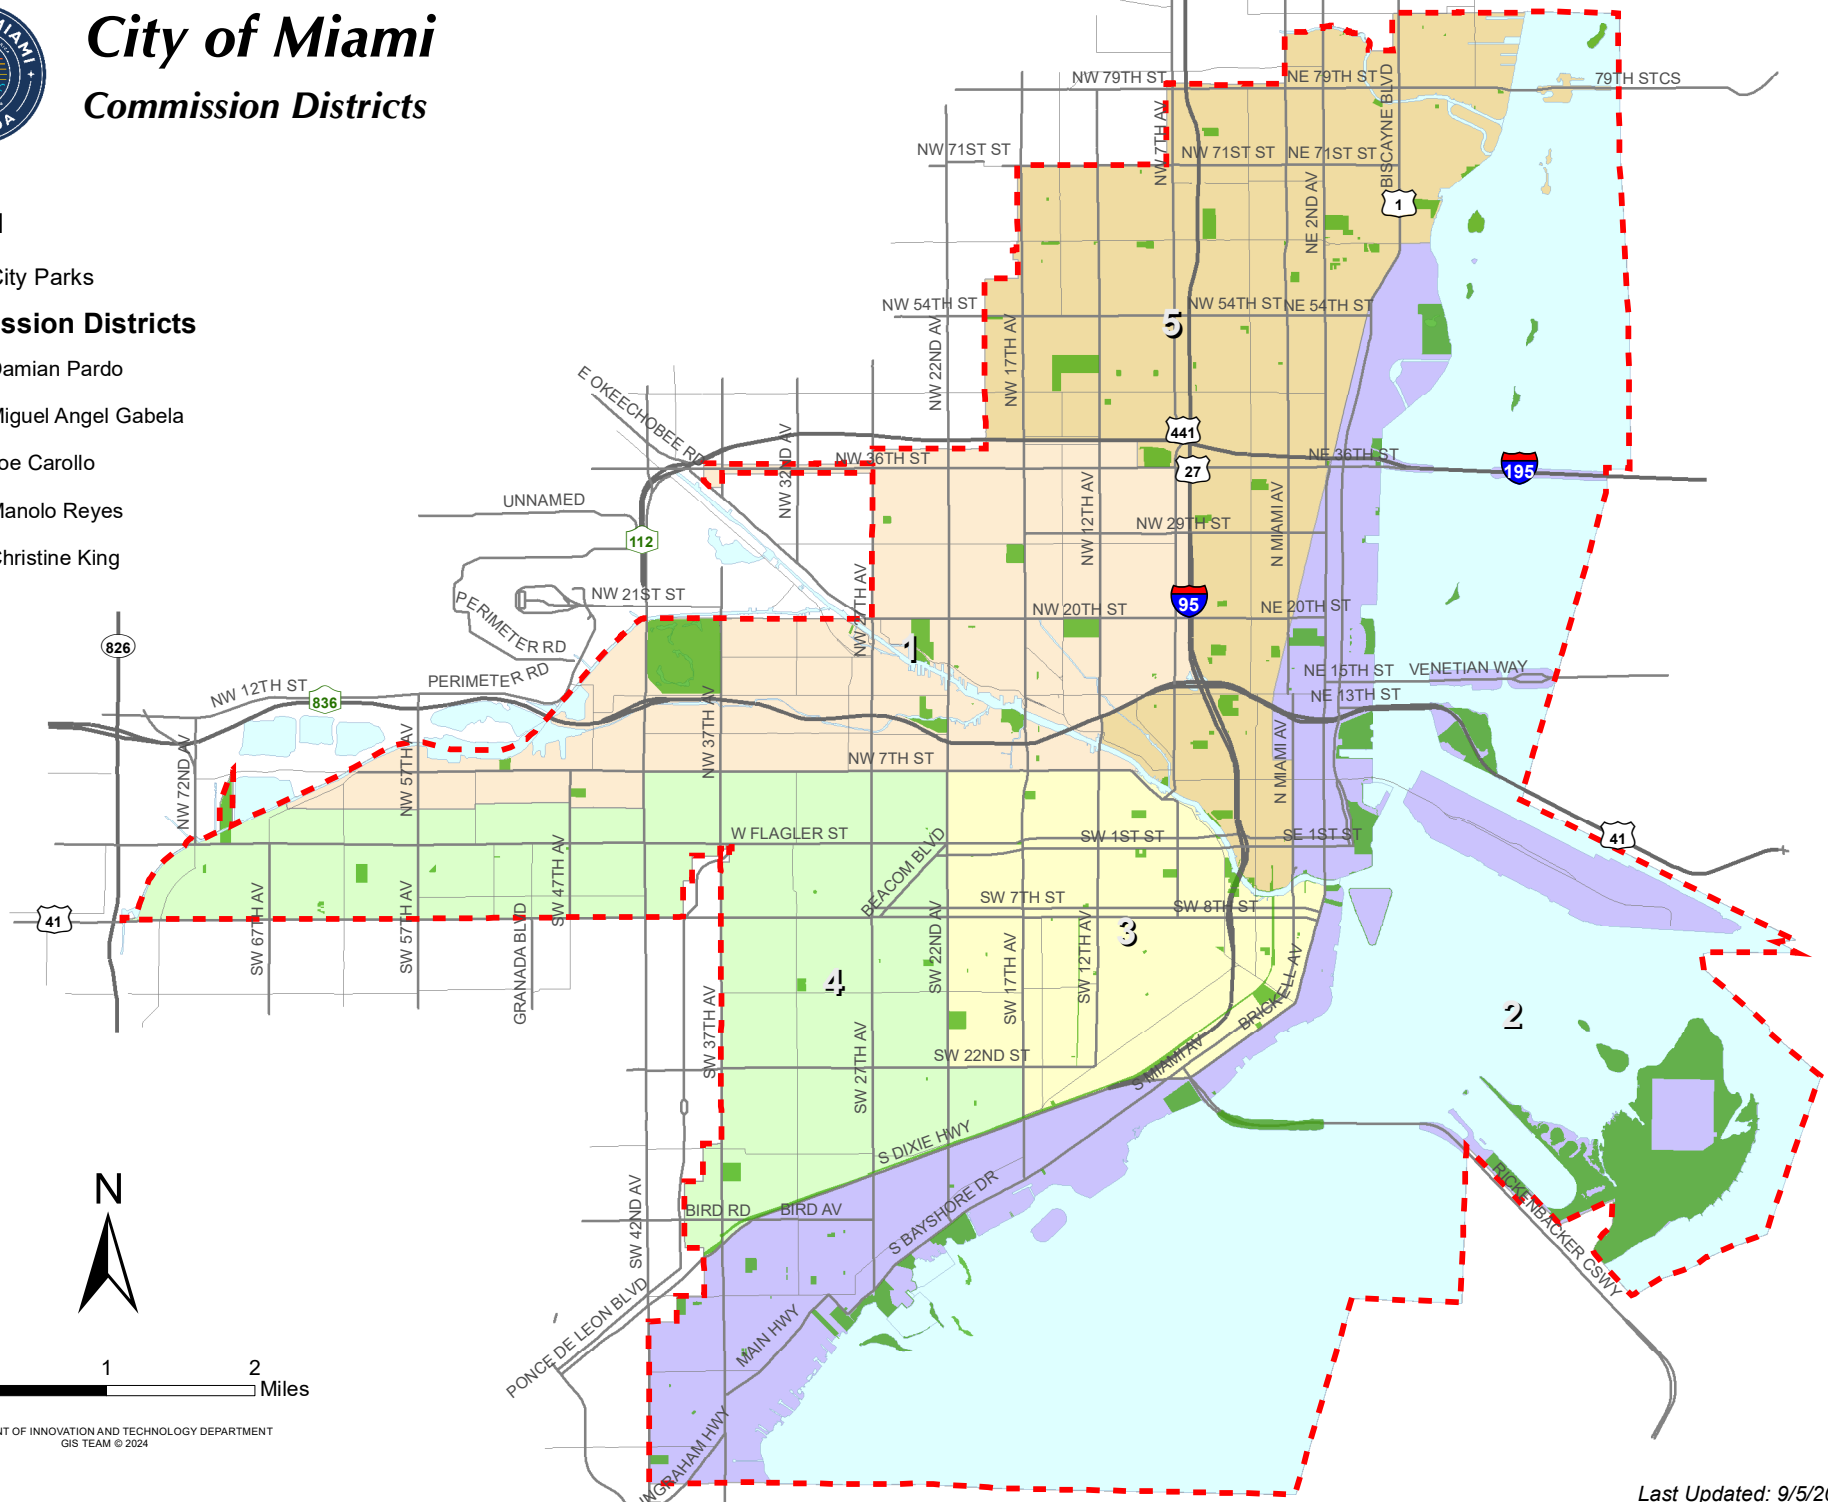 City of Miami
Commission Districts
City Parks
Damian Pardo
Miguel Angel Gabela
Joe Carollo
Manolo Reyes
Christine King
NW 79TH ST
NE 79TH ST
79TH STCS
BISCAYNE BLVD
NW 7TH AV
NW 71ST ST
NW 71ST ST
NE 71ST ST
1
NE 2ND AV
NW 54TH ST
NW 54TH ST
NE 54TH ST
5
NW 22ND AV
NW 17TH AV
E OKEECHOBEE RD
441
NW 32ND AV
NW 36TH ST
NE 36TH ST
27
195
UNNAMED
NW 12TH AV
N MIAMI AV
NW 29TH ST
112
NW 21ST ST
NW 27TH AV
95
NW 20TH ST
NE 20TH ST
PERIMETER RD
826
1
PERIMETER RD
NE 15TH ST
VENETIAN WAY
NW 12TH ST
836
NE 13TH ST
NW 37TH AV
NW 57TH AV
NW 72ND AV
NW 7TH ST
N MIAMI AV
W FLAGLER ST
SW 1ST ST
SE 1ST ST
41
BEACOM BLVD
SW 47TH AV
SW 7TH ST
SW 8TH ST
41
SW 67TH AV
SW 57TH AV
GRANADA BLVD
SW 22ND AV
SW 17TH AV
SW 12TH AV
3
4
BRICKELL AV
2
SW 37TH AV
SW 27TH AV
SW 22ND ST
S MIAMI AV
S DIXIE HWY
N
SW 42ND AV
BIRD RD
BIRD AV
S BAYSHORE DR
RICKENBACKER CSWY
PONCE DE LEON BLVD
MAIN HWY
1
2
Miles
INGRAHAM HWY
OF INNOVATION AND TECHNOLOGY DEPARTMENT
GIS TEAM © 2024
Last Updated: 9/5/20